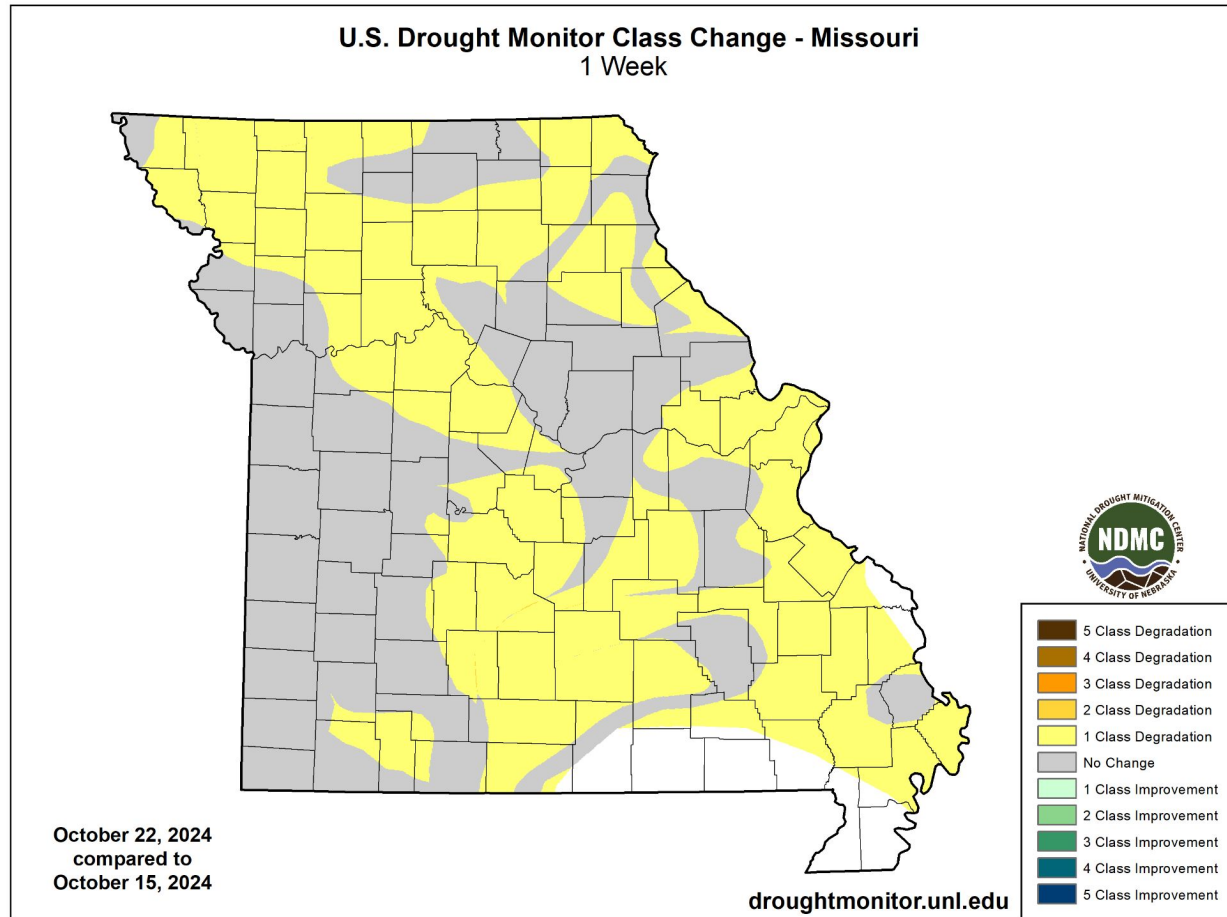 U.S. Drought Monitor Class Change - Missouri
1 Week
NATIONAL DROUGHT MITIGATION CENTER
NDMC
UNIVERSITY OF NEBRASKA
5 Class Degradation
4 Class Degradation
3 Class Degradation
2 Class Degradation
1 Class Degradation
No Change
1 Class Improvement
2 Class Improvement
3 Class Improvement
4 Class Improvement
5 Class Improvement
October 22, 2024
compared to
October 15, 2024
droughtmonitor.unl.edu